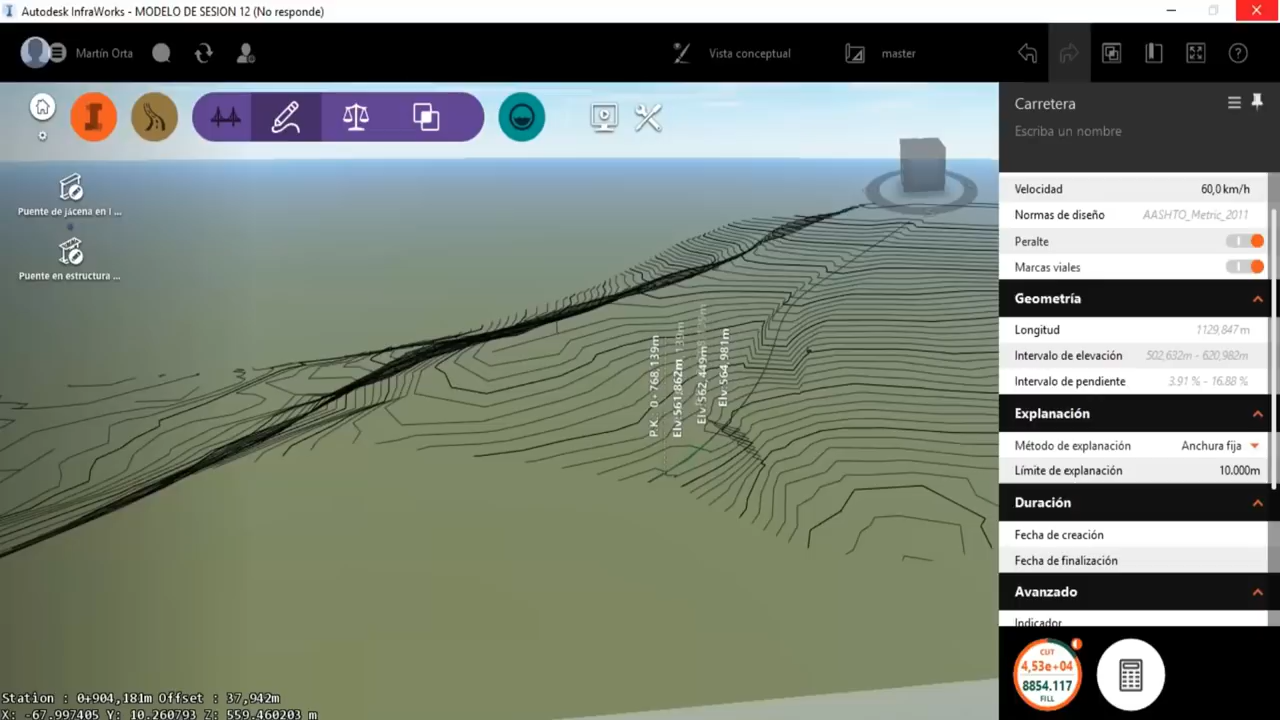 Autodesk InfraWorks - MODELO DE SESION 12 (No responde)
Martín Orta
Vista conceptual
master
Puente de jácena en I ...
Puente en estructura ...
P.K. 0+768,139m
Elv:561,862m
Elv:562,449m
Elv:564,981m
Carretera
Escriba un nombre
Velocidad 60,0 km/h
Normas de diseño AASHTO_Metric_2011
Peralte
Marcas viales
Geometría
Longitud 1129,847 m
Intervalo de elevación 502,632m - 620,982m
Intervalo de pendiente 3.91 % - 16.88 %
Explanación
Método de explanación Anchura fija
Límite de explanación 10.000m
Duración
Fecha de creación
Fecha de finalización
Avanzado
Indicador
CUT
4,53e+04
8854.117
FILL
Station : 0+904,181m Offset : 37,942m
X: -67.997405 Y: 10.260793 Z: 559.460203 m